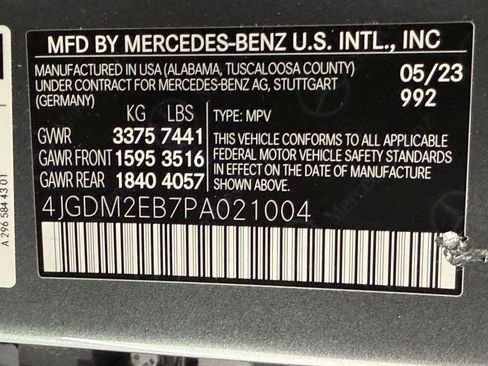 MFD BY MERCEDES-BENZ U.S. INTL., INC
MANUFACTURED IN USA (ALABAMA, TUSCALOOSA COUNTY)
UNDER CONTRACT FOR MERCEDES-BENZ AG, STUTTGART
(GERMANY)
05/23
992
KG LBS
GVWR 3375 7441
GAWR FRONT 1595 3516
GAWR REAR 1840 4057
TYPE: MPV
THIS VEHICLE CONFORMS TO ALL APPLICABLE
FEDERAL MOTOR VEHICLE SAFETY STANDARDS
IN EFFECT ON THE DATE OF MANUFACTURE
SHOWN ABOVE.
4JGDM2EB7PA021004
A 296 584 43 01